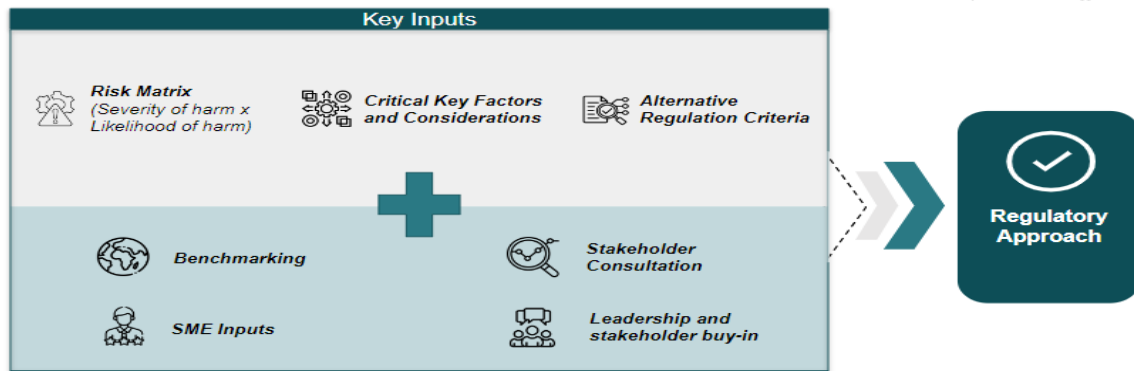 Key Inputs
Risk Matrix
(Severity of harm x
Likelihood of harm)
Critical Key Factors
and Considerations
Alternative
Regulation Criteria
Benchmarking
Stakeholder
Consultation
SME Inputs
Leadership and
stakeholder buy-in
Regulatory
Approach